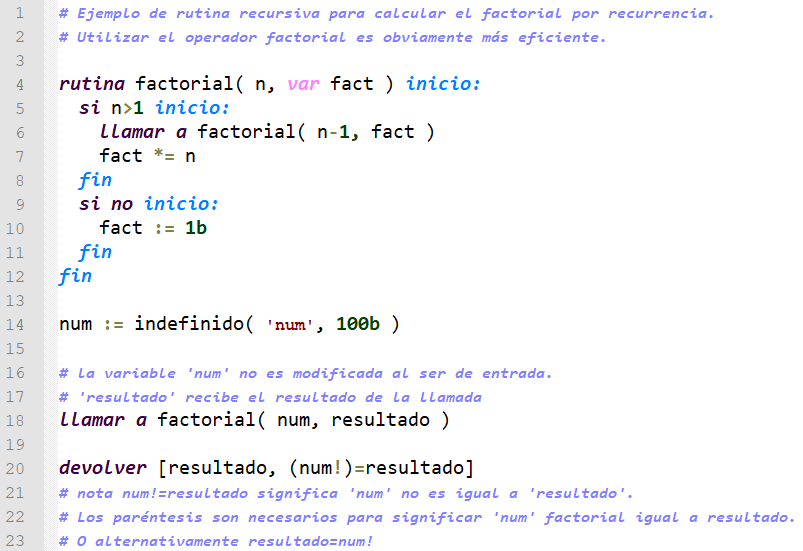 1 # Ejemplo de rutina recursiva para calcular el factorial por recurrencia.
2 # Utilizar el operador factorial es obviamente más eficiente.
3
4 rutina factorial( n, var fact ) inicio:
5 si n>1 inicio:
6 llamar a factorial( n-1, fact )
7 fact *= n
8 fin
9 si no inicio:
10 fact := 1b
11 fin
12 fin
13
14 num := indefinido( 'num', 100b )
15
16 # la variable 'num' no es modificada al ser de entrada.
17 # 'resultado' recibe el resultado de la llamada
18 llamar a factorial( num, resultado )
19
20 devolver [resultado, (num!)=resultado]
21 # nota num!=resultado significa 'num' no es igual a 'resultado'.
22 # Los paréntesis son necesarios para significar 'num' factorial igual a resultado.
23 # O alternativamente resultado=num!